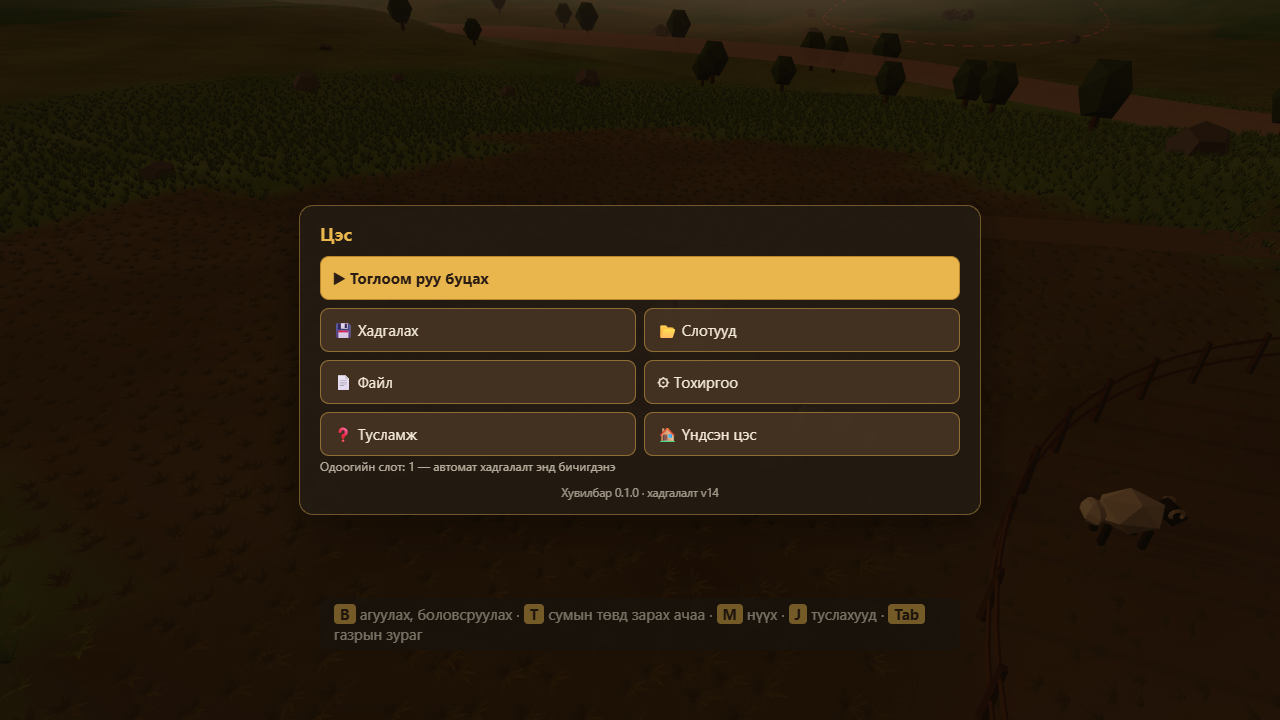 Цэс
▶ Тоглоом руу буцах
💾 Хадгалах
📂 Слотууд
📄 Файл
⚙ Тохиргоо
❓ Тусламж
🏠 Үндсэн цэс
Одоогийн слот: 1 — автомат хадгалалт энд бичигдэнэ
Хувилбар 0.1.0 · хадгалалт v14
B агуулах, боловсруулах · T сумын төвд зарах ачаа · M нүүх · J туслахууд · Tab
газрын зураг